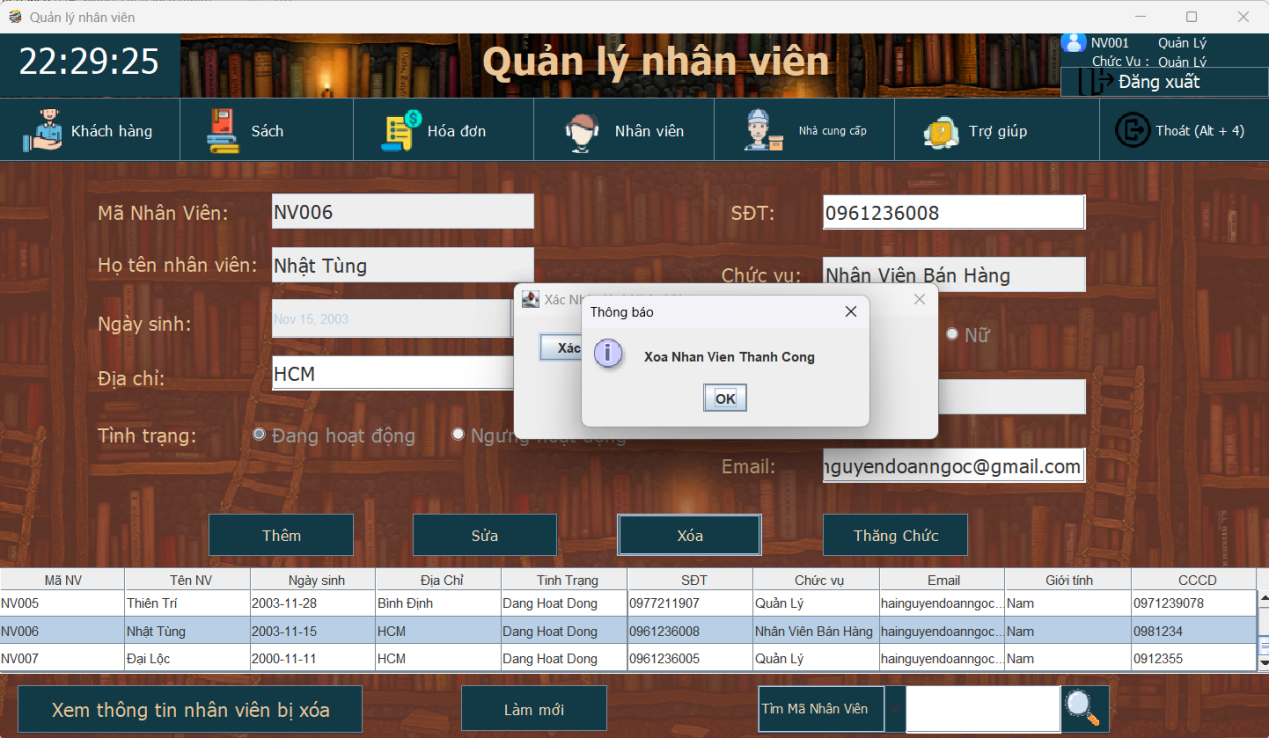 Quản lý nhân viên
22:29:25
Quản lý nhân viên
NV001 Quản Lý
Chức Vụ : Quản Lý
Đăng xuất
Khách hàng
Sách
Hóa đơn
Nhân viên
Nhà cung cấp
Trợ giúp
Thoát (Alt + 4)
Mã Nhân Viên: NV006
SĐT: 0961236008
Họ tên nhân viên: Nhật Tùng
Chức vụ: Nhân Viên Bán Hàng
Ngày sinh: Nov 15, 2003
Nữ
Địa chỉ: HCM
Tình trạng: Đang hoạt động Ngưng hoạt động
Email: nguyendoanngoc@gmail.com
Xác
Thông báo
Xoa Nhan Vien Thanh Cong
OK
Thêm
Sửa
Xóa
Thăng Chức
Mã NV Tên NV Ngày sinh Địa Chỉ Tinh Trạng SĐT Chức vụ Email Giới tính CCCD
NV005 Thiên Trí 2003-11-28 Bình Định Dang Hoat Dong 0977211907 Quản Lý hainguyendoanngoc... Nam 0971239078
NV006 Nhật Tùng 2003-11-15 HCM Dang Hoat Dong 0961236008 Nhân Viên Bán Hàng hainguyendoanngoc... Nam 0981234
NV007 Đại Lộc 2000-11-11 HCM Dang Hoat Dong 0961236005 Quản Lý hainguyendoanngoc... Nam 0912355
Xem thông tin nhân viên bị xóa
Làm mới
Tìm Mã Nhân Viên